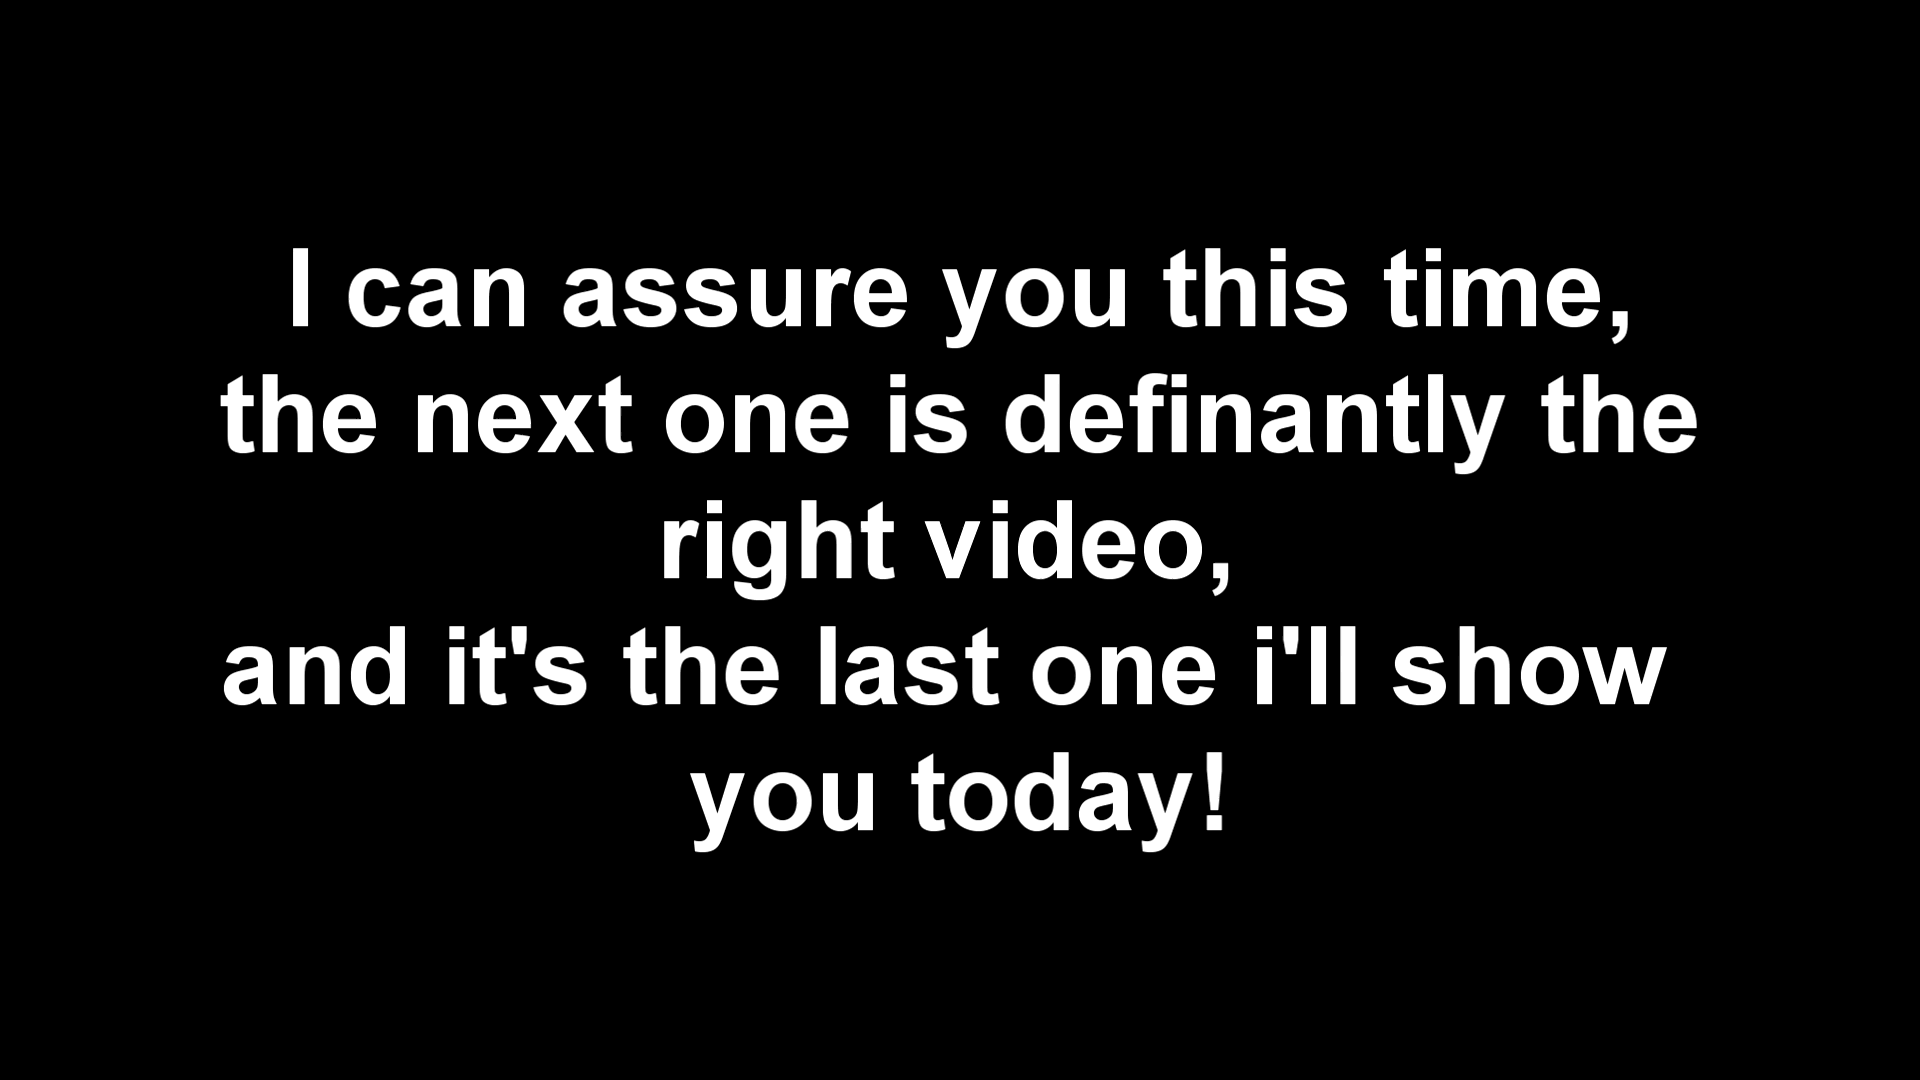 I can assure you this time,
the next one is definantly the
right video,
and it's the last one i'll show
you today!